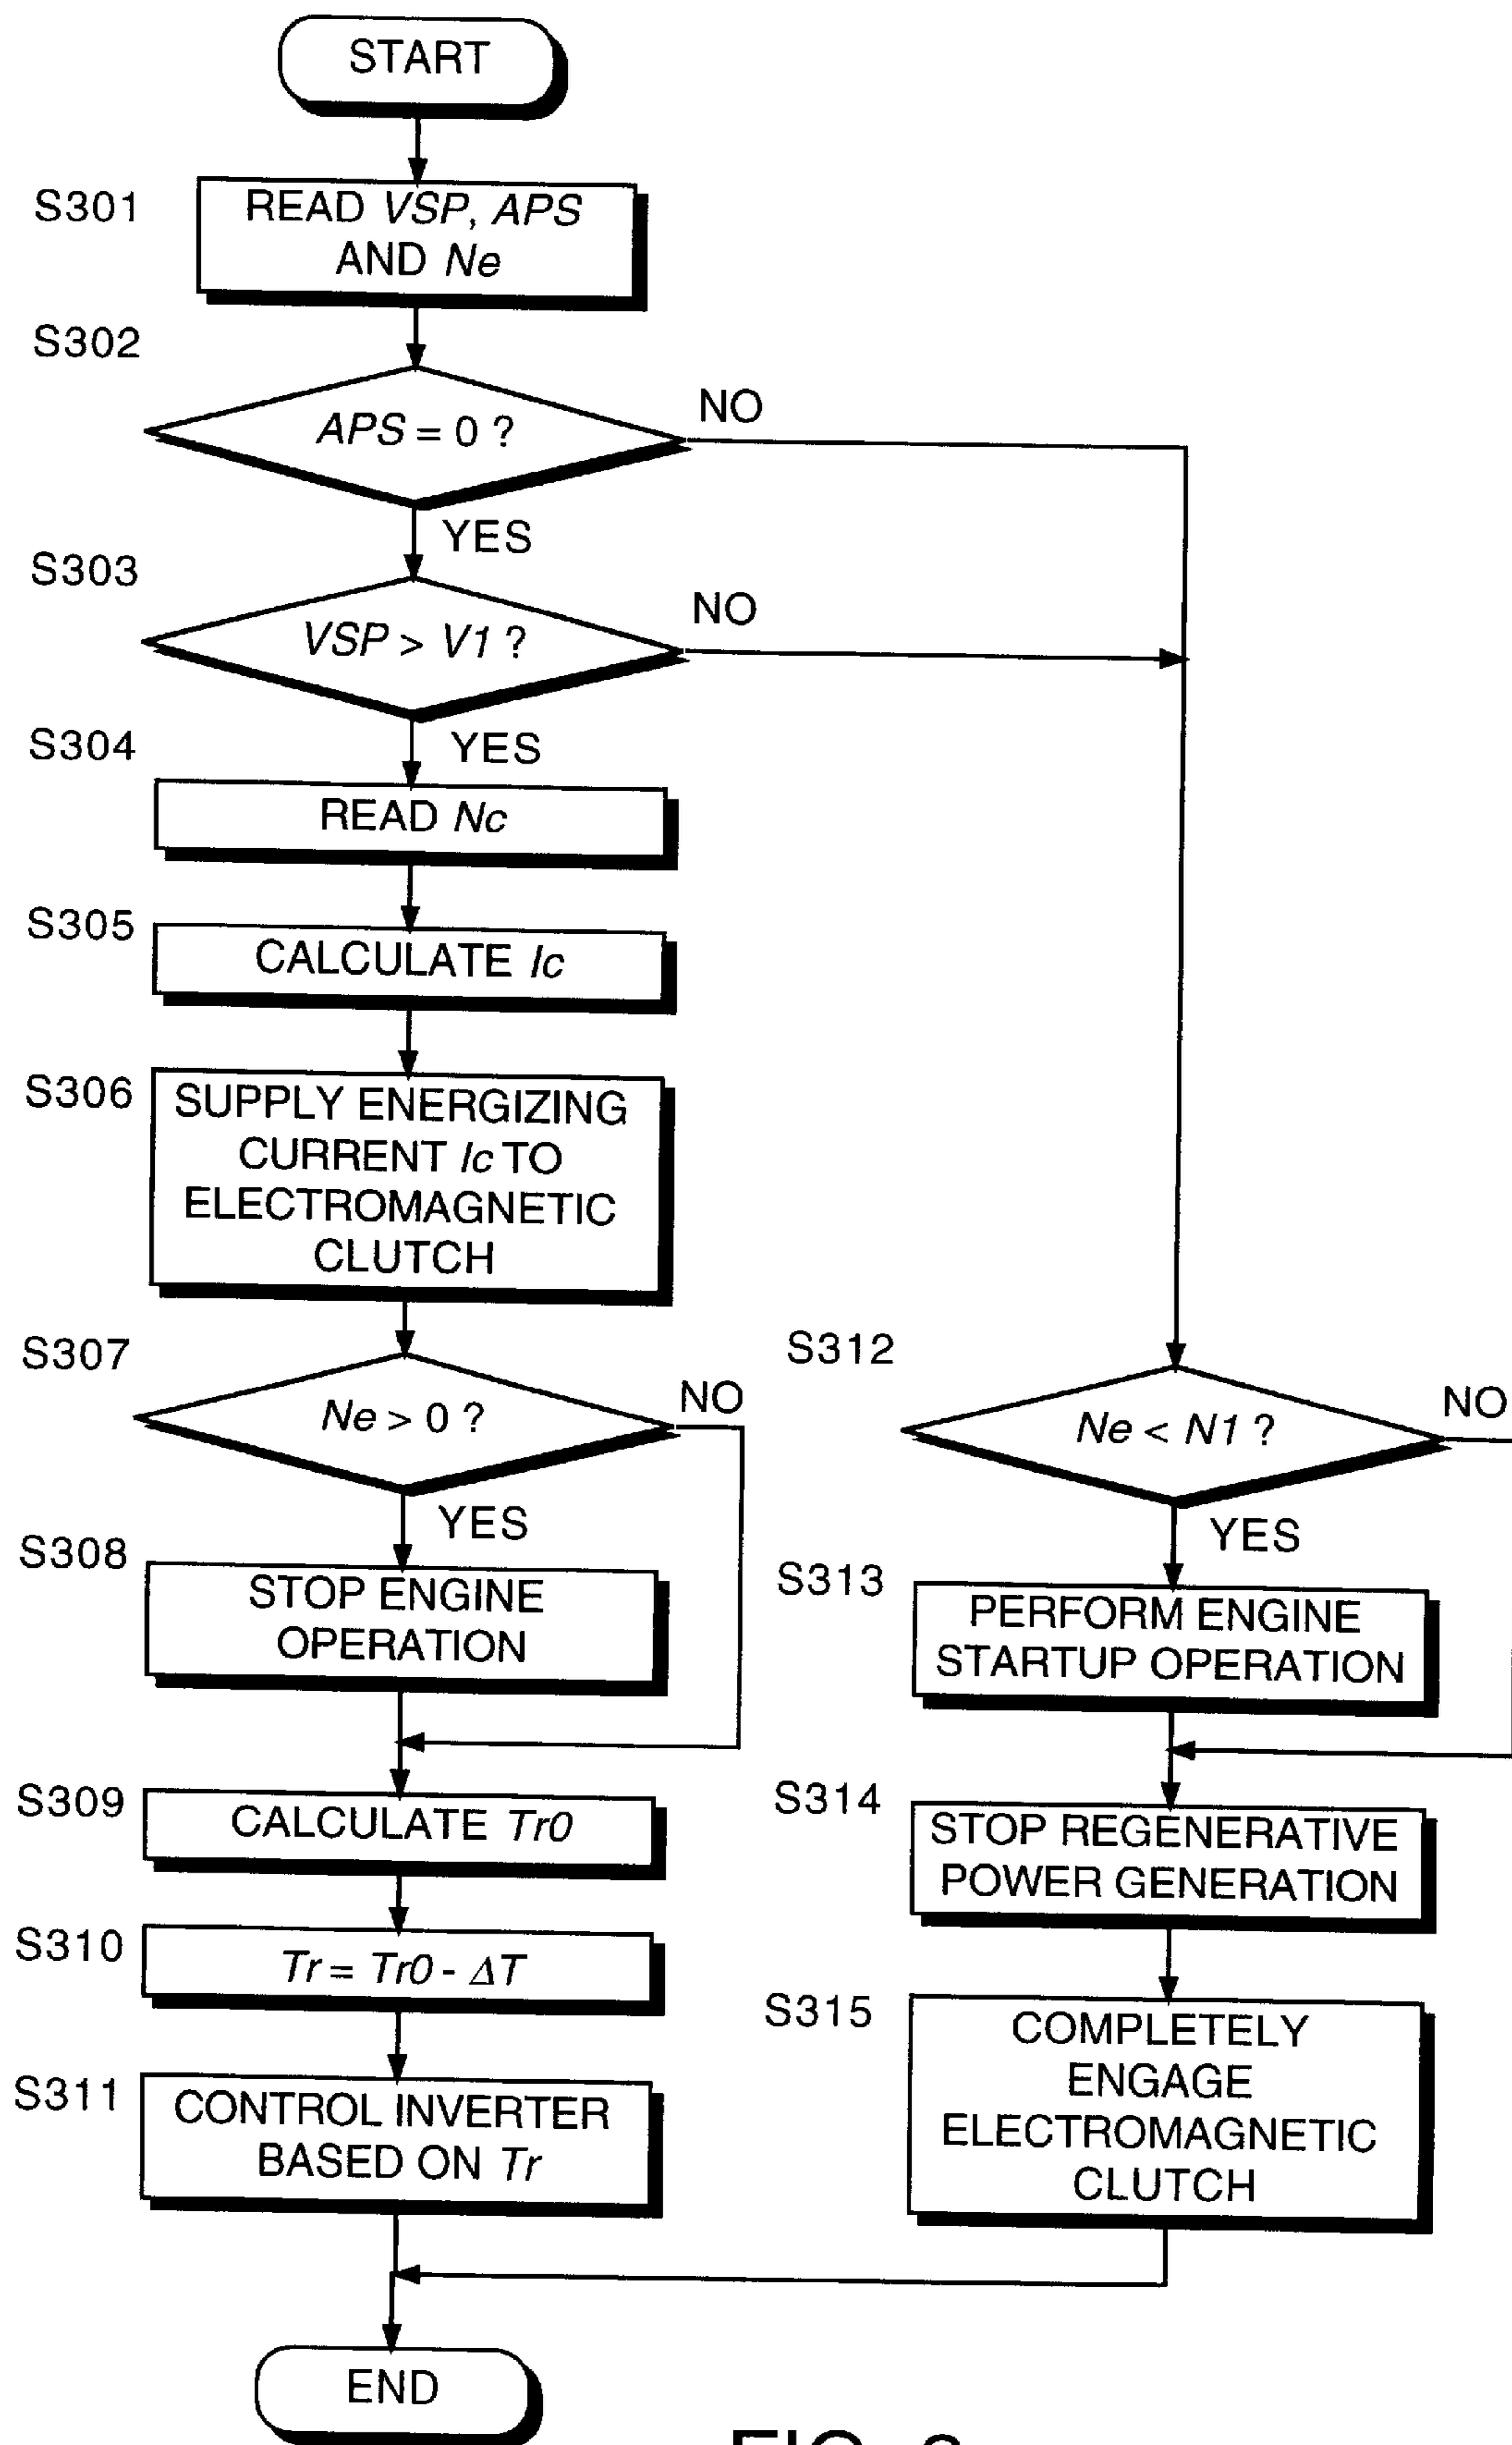 START
S301
READ VSP, APS
AND Ne
S302
APS = 0 ?
NO
YES
S303
VSP > V1 ?
NO
YES
S304
READ Nc
S305
CALCULATE Ic
S306
SUPPLY ENERGIZING
CURRENT Ic TO
ELECTROMAGNETIC
CLUTCH
S307
Ne > 0 ?
NO
YES
S308
STOP ENGINE
OPERATION
S309
CALCULATE Tr0
S310
Tr = Tr0 - ΔT
S311
CONTROL INVERTER
BASED ON Tr
S312
Ne < N1 ?
NO
YES
S313
PERFORM ENGINE
STARTUP OPERATION
S314
STOP REGENERATIVE
POWER GENERATION
S315
COMPLETELY
ENGAGE
ELECTROMAGNETIC
CLUTCH
END
FIG.